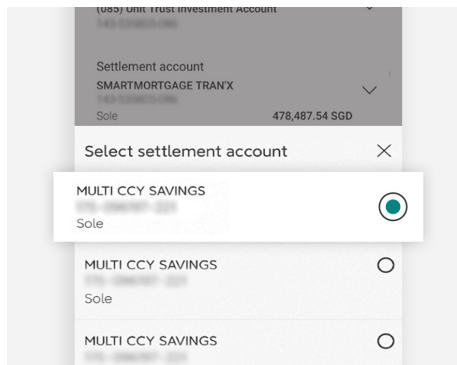 (085) Unit Trust Investment Account
Settlement account
SMARTMORTGAGE TRAN'X
Sole 478,487.54 SGD
Select settlement account
MULTI CCY SAVINGS
Sole
MULTI CCY SAVINGS
Sole
MULTI CCY SAVINGS